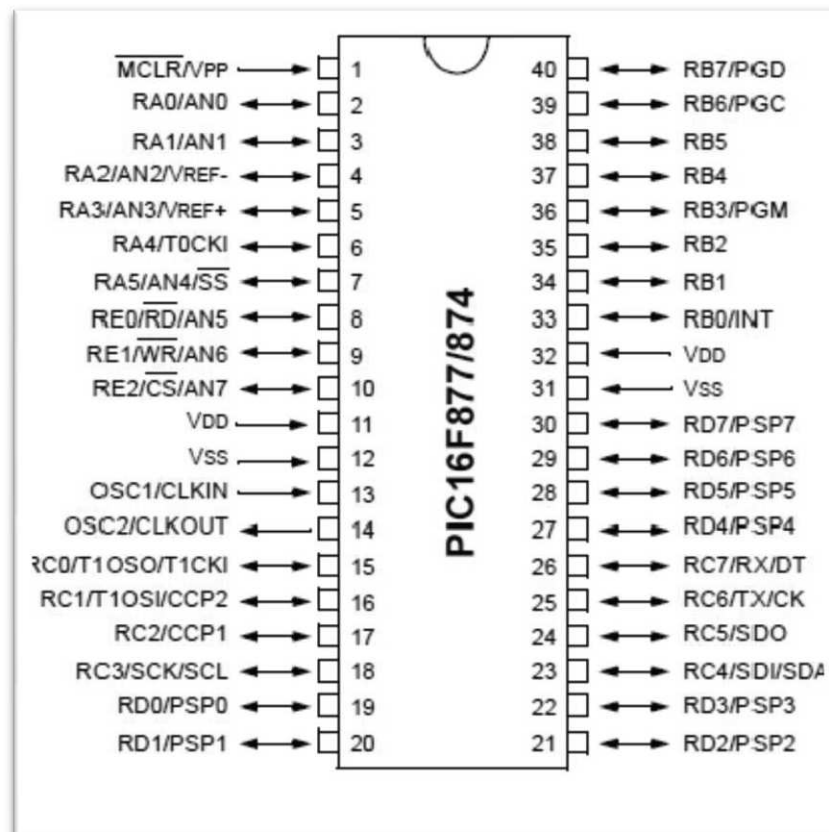 MCLR/VPP 1 40 RB7/PGD
RA0/AN0 2 39 RB6/PGC
RA1/AN1 3 38 RB5
RA2/AN2/VREF- 4 37 RB4
RA3/AN3/VREF+ 5 36 RB3/PGM
RA4/T0CKI 6 35 RB2
RA5/AN4/SS 7 34 RB1
RE0/RD/AN5 8 33 RB0/INT
RE1/WR/AN6 9 32 VDD
RE2/CS/AN7 10 31 VSS
VDD 11 30 RD7/PSP7
VSS 12 29 RD6/PSP6
OSC1/CLKIN 13 28 RD5/PSP5
OSC2/CLKOUT 14 27 RD4/PSP4
RC0/T1OSO/T1CKI 15 26 RC7/RX/DT
RC1/T1OSI/CCP2 16 25 RC6/TX/CK
RC2/CCP1 17 24 RC5/SDO
RC3/SCK/SCL 18 23 RC4/SDI/SDA
RD0/PSP0 19 22 RD3/PSP3
RD1/PSP1 20 21 RD2/PSP2
PIC16F877/874